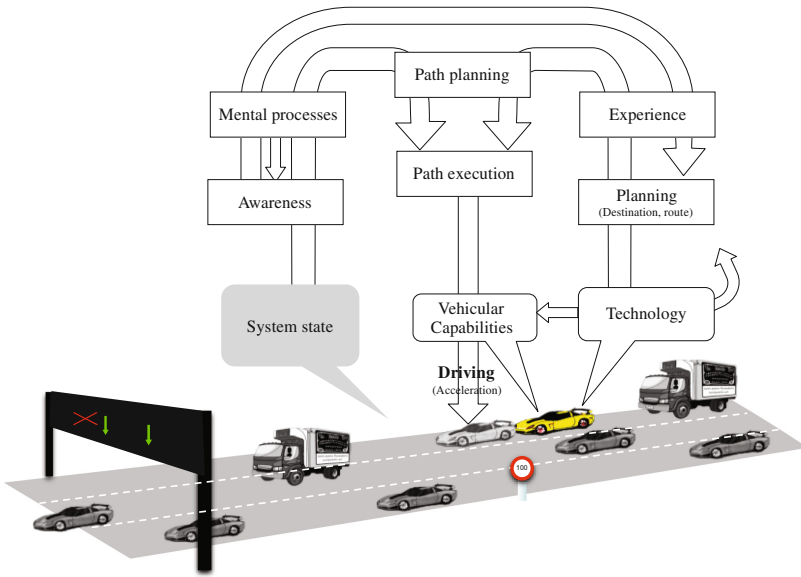 Path planning
Mental processes
Experience
Path execution
Awareness
Planning
(Destination, route)
System state
Vehicular
Capabilities
Technology
Driving
(Acceleration)
100